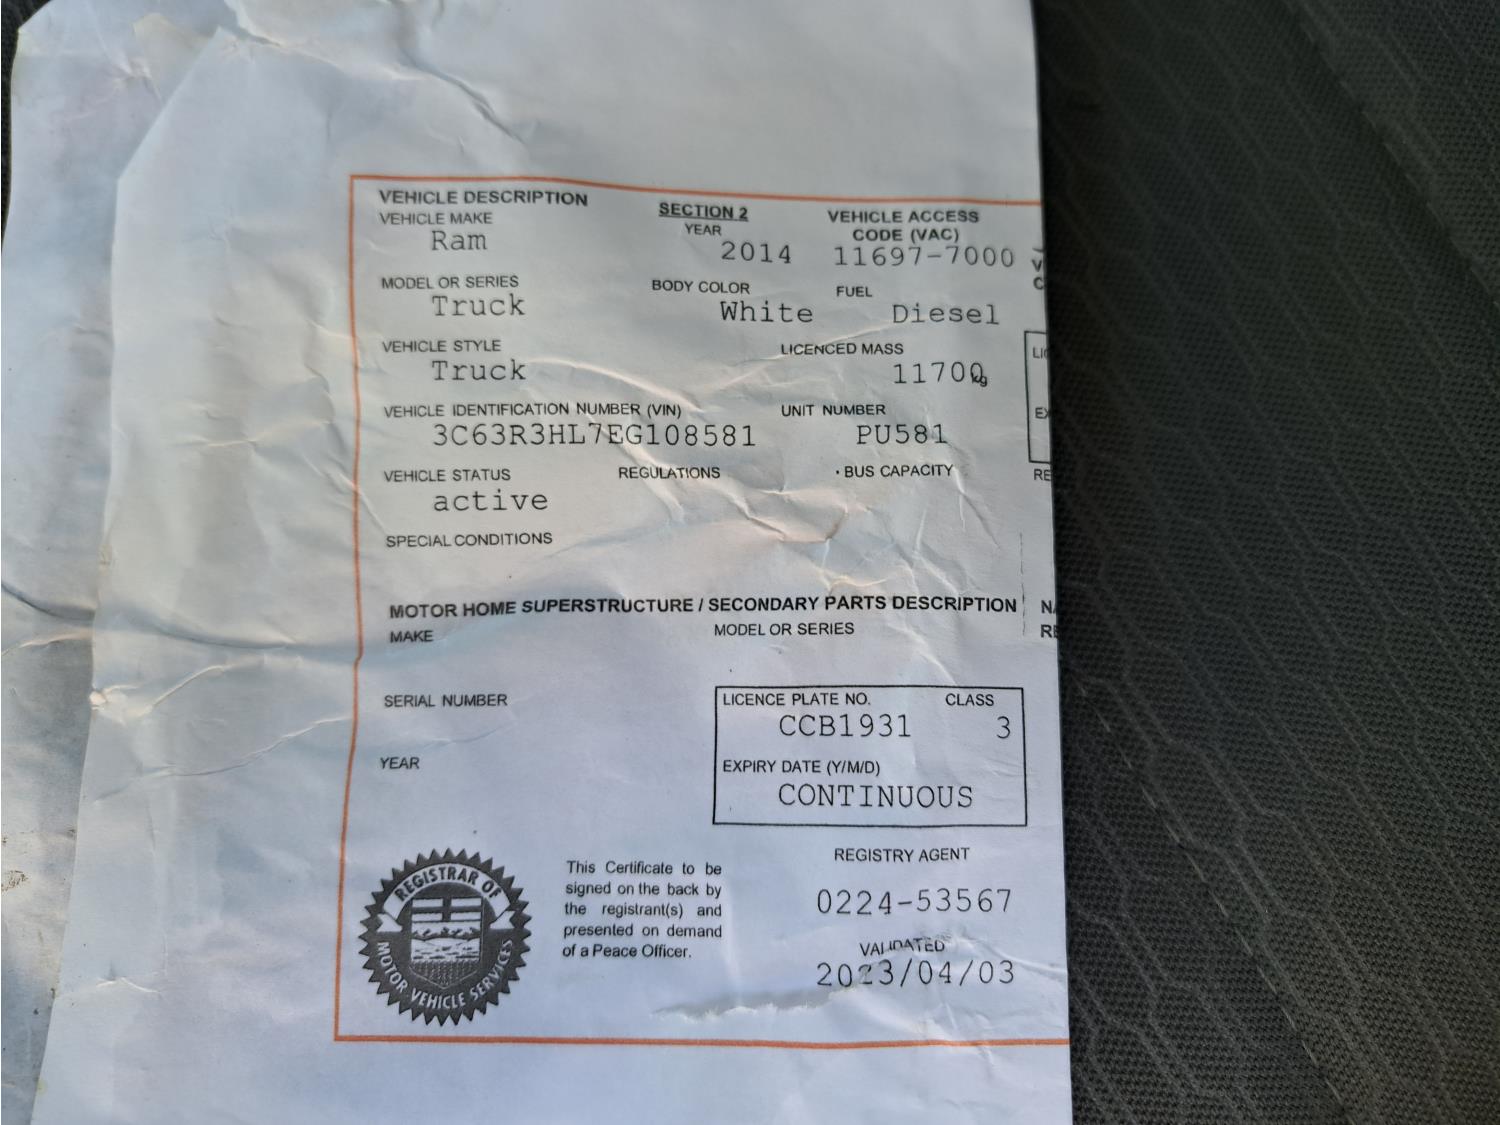 VEHICLE DESCRIPTION SECTION 2 VEHICLE ACCESS
VEHICLE MAKE YEAR CODE (VAC)
Ram 2014 11697-7000
MODEL OR SERIES BODY COLOR FUEL
Truck White Diesel
VEHICLE STYLE LICENCED MASS
Truck 11700kg
VEHICLE IDENTIFICATION NUMBER (VIN) UNIT NUMBER
3C63R3HL7EG108581 PU581
VEHICLE STATUS REGULATIONS BUS CAPACITY
active
SPECIAL CONDITIONS
MOTOR HOME SUPERSTRUCTURE / SECONDARY PARTS DESCRIPTION
MAKE MODEL OR SERIES
SERIAL NUMBER
YEAR
LICENCE PLATE NO. CLASS
CCB1931 3
EXPIRY DATE (Y/M/D)
CONTINUOUS
REGISTRAR OF
MOTOR VEHICLE SERVICES
This Certificate to be
signed on the back by
the registrant(s) and
presented on demand
of a Peace Officer.
REGISTRY AGENT
0224-53567
VALIDATED
2023/04/03